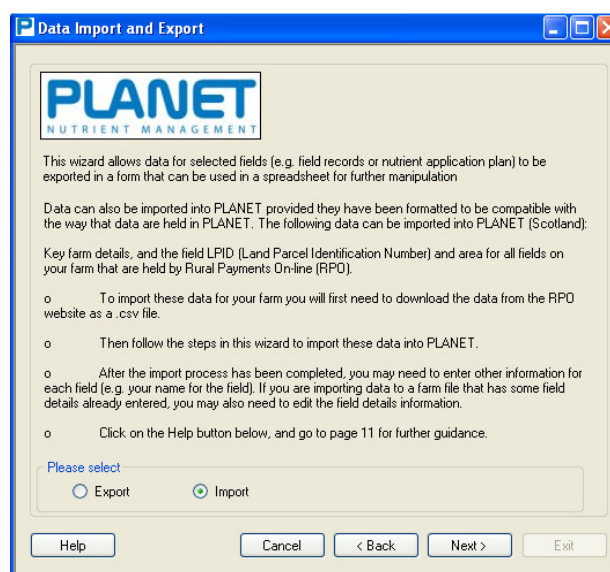 Data Import and Export
PLANET
NUTRIENT MANAGEMENT
This wizard allows data for selected fields (e.g. field records or nutrient application plan) to be
exported in a form that can be used in a spreadsheet for further manipulation
Data can also be imported into PLANET provided they have been formatted to be compatible with
the way that data are held in PLANET. The following data can be imported into PLANET (Scotland):
Key farm details, and the field LPID (Land Parcel Identification Number) and area for all fields on
your farm that are held by Rural Payments On-line (RPO).
o To import these data for your farm you will first need to download the data from the RPO
website as a .csv file.
o Then follow the steps in this wizard to import these data into PLANET.
o After the import process has been completed, you may need to enter other information for
each field (e.g. your name for the field). If you are importing data to a farm file that has some field
details already entered, you may also need to edit the field details information.
o Click on the Help button below, and go to page 11 for further guidance.
Please select
Export Import
Help Cancel < Back Next > Exit